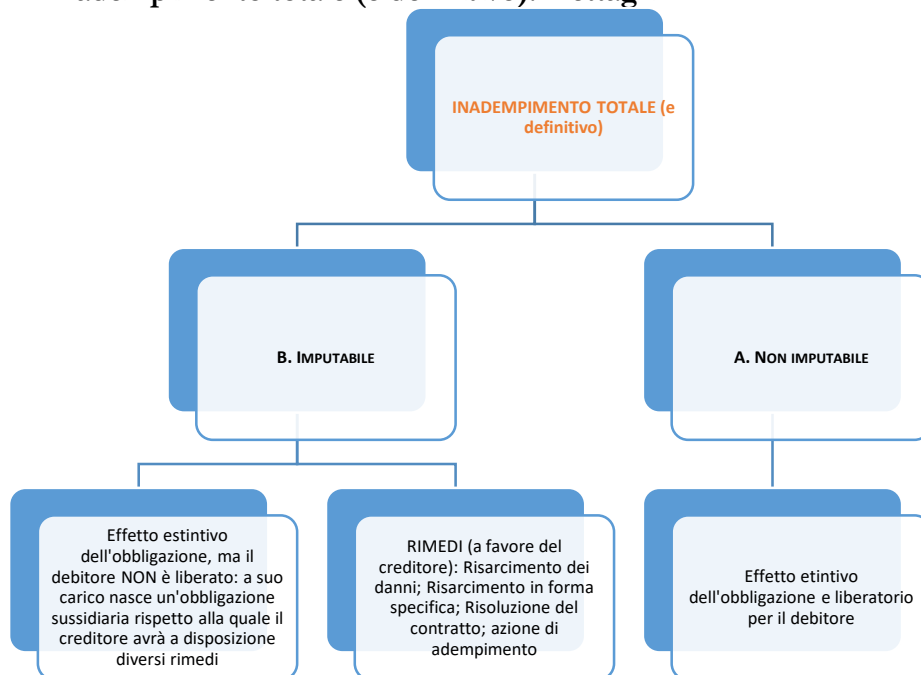 INADEMPIMENTO TOTALE (e
definitivo)
B. IMPUTABILE
A. NON IMPUTABILE
Effetto estintivo
dell'obbligazione, ma il
debitore NON è liberato: a suo
carico nasce un'obbligazione
sussidiaria rispetto alla quale il
creditore avrà a disposizione
diversi rimedi
RIMEDI (a favore del
creditore): Risarcimento dei
danni; Risarcimento in forma
specifica; Risoluzione del
contratto; azione di
adempimento
Effetto etintivo
dell'obbligazione e liberatorio
per il debitore